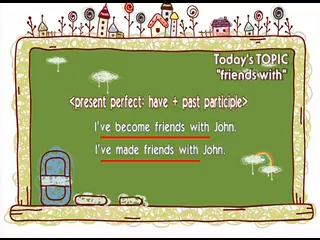 Today's TOPIC
"friends with"
<present perfect: have + past participle>
I've become friends with John.
I've made friends with John.